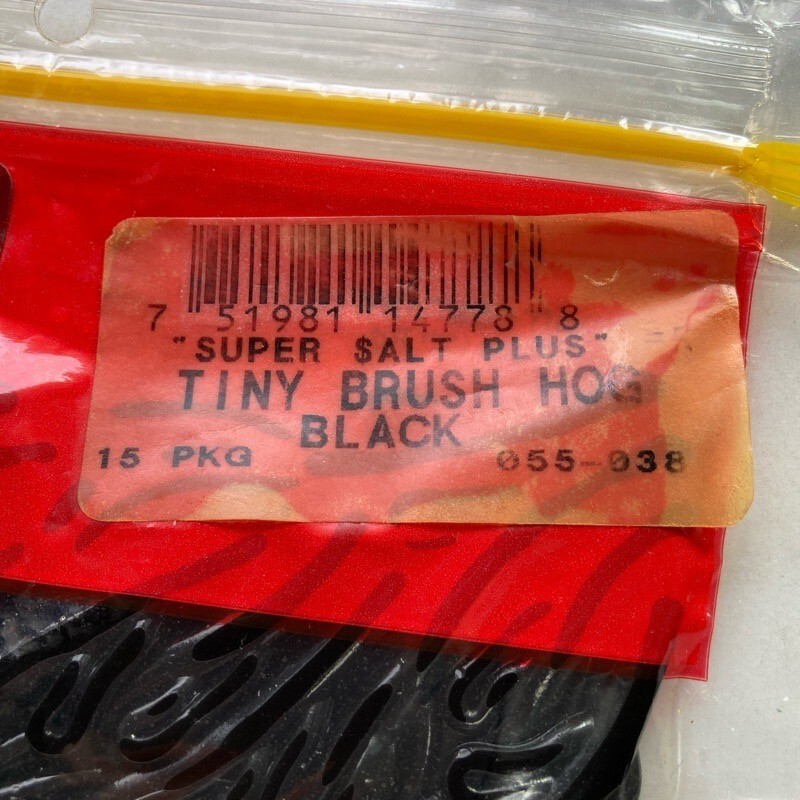 7 51981 14778 8
"SUPER $ALT PLUS"
TINY BRUSH HOG
BLACK
15 PKG 055-038